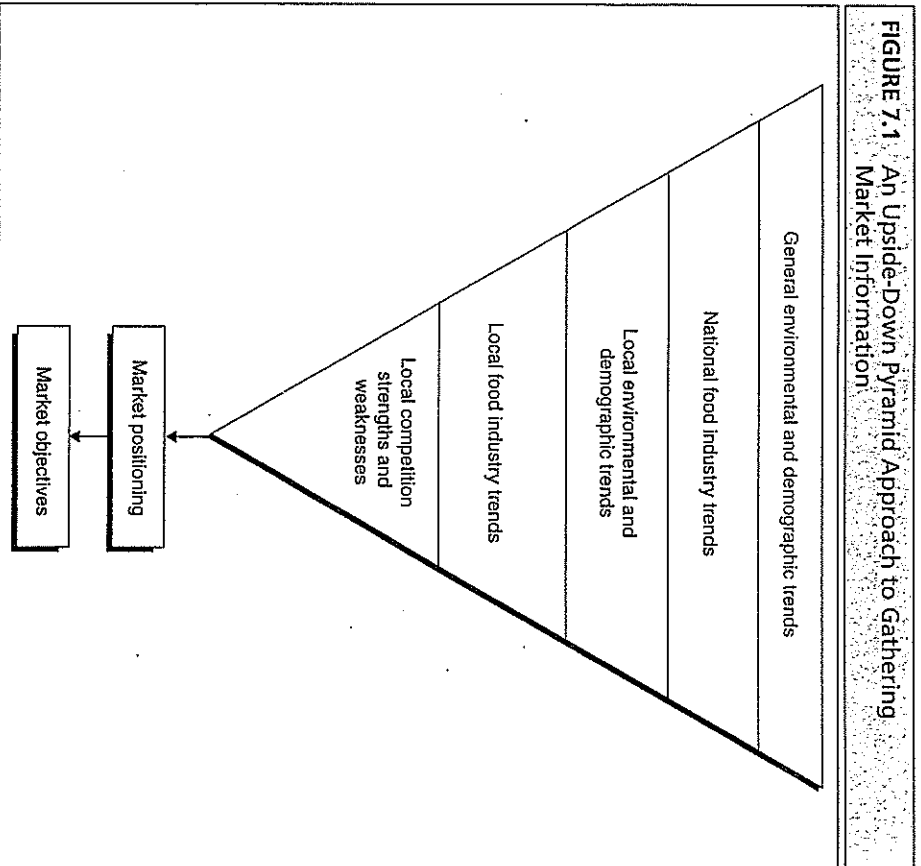 FIGURE 7.1 An Upside-Down Pyramid Approach to Gathering
Market Information
General environmental and demographic trends
National food industry trends
Local environmental and
demographic trends
Local food industry trends
Local competition
strengths and
weaknesses
Market positioning
Market objectives